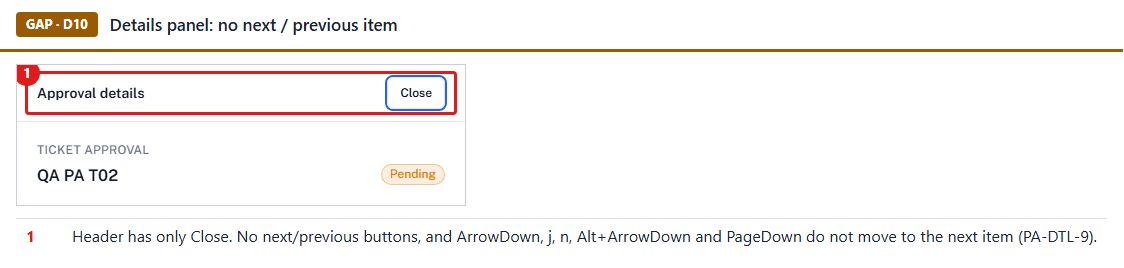 GAP · D10 Details panel: no next / previous item
1
Approval details Close
TICKET APPROVAL
QA PA T02 Pending
1 Header has only Close. No next/previous buttons, and ArrowDown, j, n, Alt+ArrowDown and PageDown do not move to the next item (PA-DTL-9).